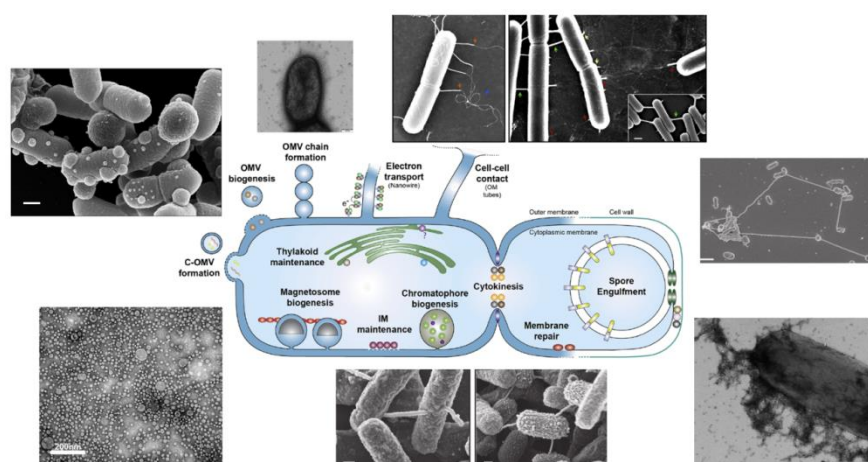 OMV chain
formation
OMV
biogenesis
Electron
transport
(Nanowire)
e⁻
Cell-cell
contact
(OM
tubes)
Outer membrane
Cell wall
Cytoplasmic membrane
C-OMV
formation
Thylakoid
maintenance
Magnetosome
biogenesis
IM
maintenance
Chromatophore
biogenesis
Cytokinesis
Spore
Engulfment
Membrane
repair
200nm